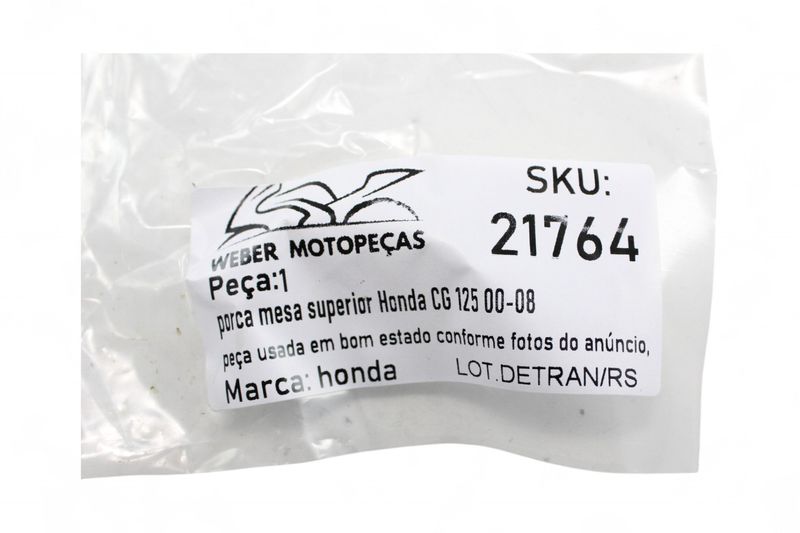 SKU:
21764
WEBER MOTOPEÇAS
Peça:1
porca mesa superior Honda CG 125 00-08
peça usada em bom estado conforme fotos do anúncio,
Marca: honda
LOT.DETRAN/RS